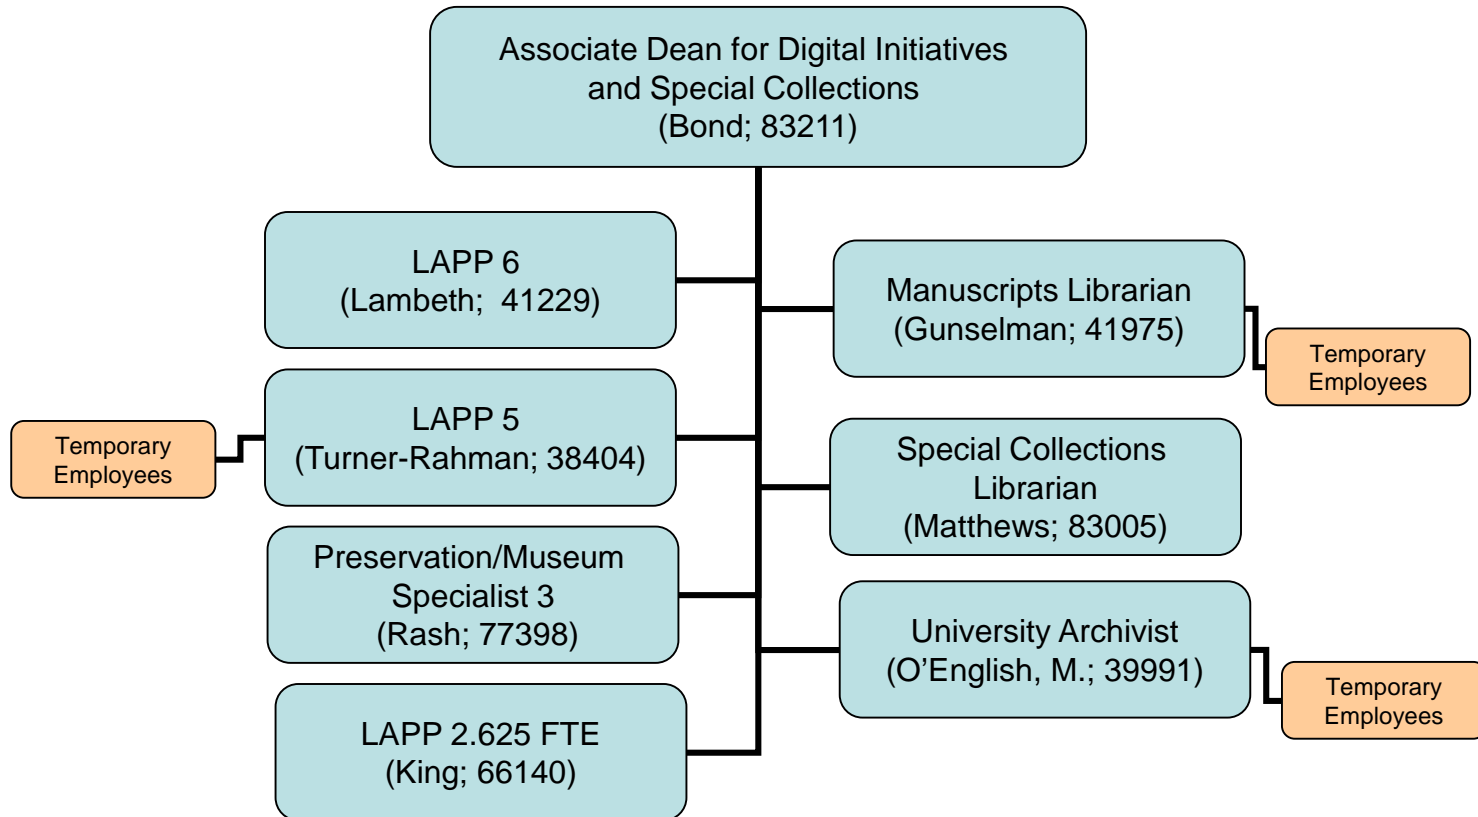 Associate Dean for Digital Initiatives
and Special Collections
(Bond; 83211)
LAPP 6
(Lambeth;  41229)
Manuscripts Librarian
(Gunselman; 41975)
Temporary
Employees
LAPP 5
(Turner-Rahman; 38404)
Temporary
Employees
Special Collections
Librarian
(Matthews; 83005)
Preservation/Museum
Specialist 3
(Rash; 77398)
University Archivist
(O’English, M.; 39991)
Temporary
Employees
LAPP 2.625 FTE
(King; 66140)